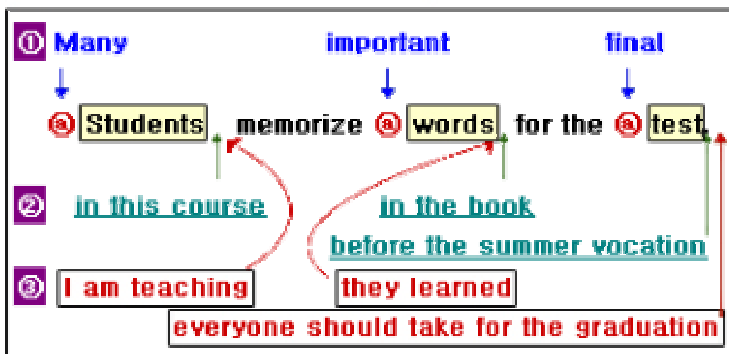 ① Many important final
ⓐ Students memorize ⓐ words for the ⓐ test.
② in this course in the book
before the summer vocation
③ I am teaching they learned
everyone should take for the graduation